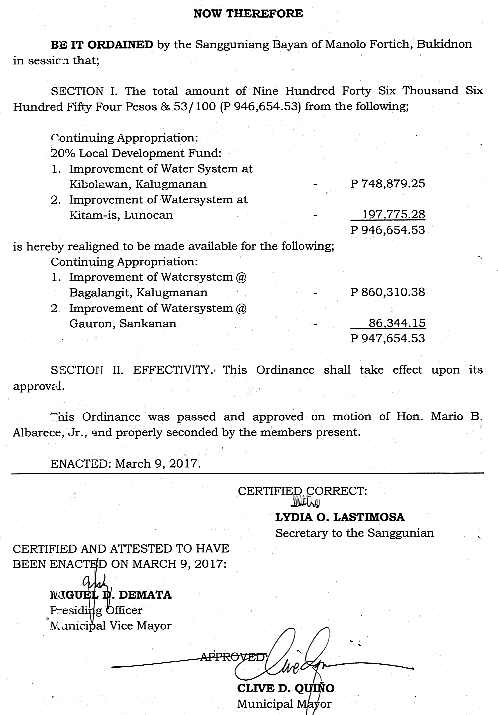 NOW THEREFORE
BE IT ORDAINED by the Sangguniang Bayan of Manolo Fortich, Bukidnon
in session that;
SECTION I. The total amount of Nine Hundred Forty Six Thousand Six
Hundred Fifty Four Pesos & 53/100 (P 946,654.53) from the following;
Continuing Appropriation:
20% Local Development Fund:
1. Improvement of Water System at
Kibolawan, Kalugmanan - P 748,879.25
2. Improvement of Watersystem at
Kitam-is, Lunocan - 197,775.28
P 946,654.53
is hereby realigned to be made available for the following;
Continuing Appropriation:
1. Improvement of Watersystem @
Bagalangit, Kalugmanan - P 860,310.38
2. Improvement of Watersystem @
Gauron, Sankanan - 86,344.15
P 947,654.53
SECTION II. EFFECTIVITY. This Ordinance shall take effect upon its
approval.
This Ordinance was passed and approved on motion of Hon. Mario B.
Albarece, Jr., and properly seconded by the members present.
ENACTED: March 9, 2017.
CERTIFIED CORRECT:
LYDIA O. LASTIMOSA
Secretary to the Sanggunian
CERTIFIED AND ATTESTED TO HAVE
BEEN ENACTED ON MARCH 9, 2017:
MIGUEL D. DEMATA
Presiding Officer
Municipal Vice Mayor
APPROVED:
CLIVE D. QUIÑO
Municipal Mayor